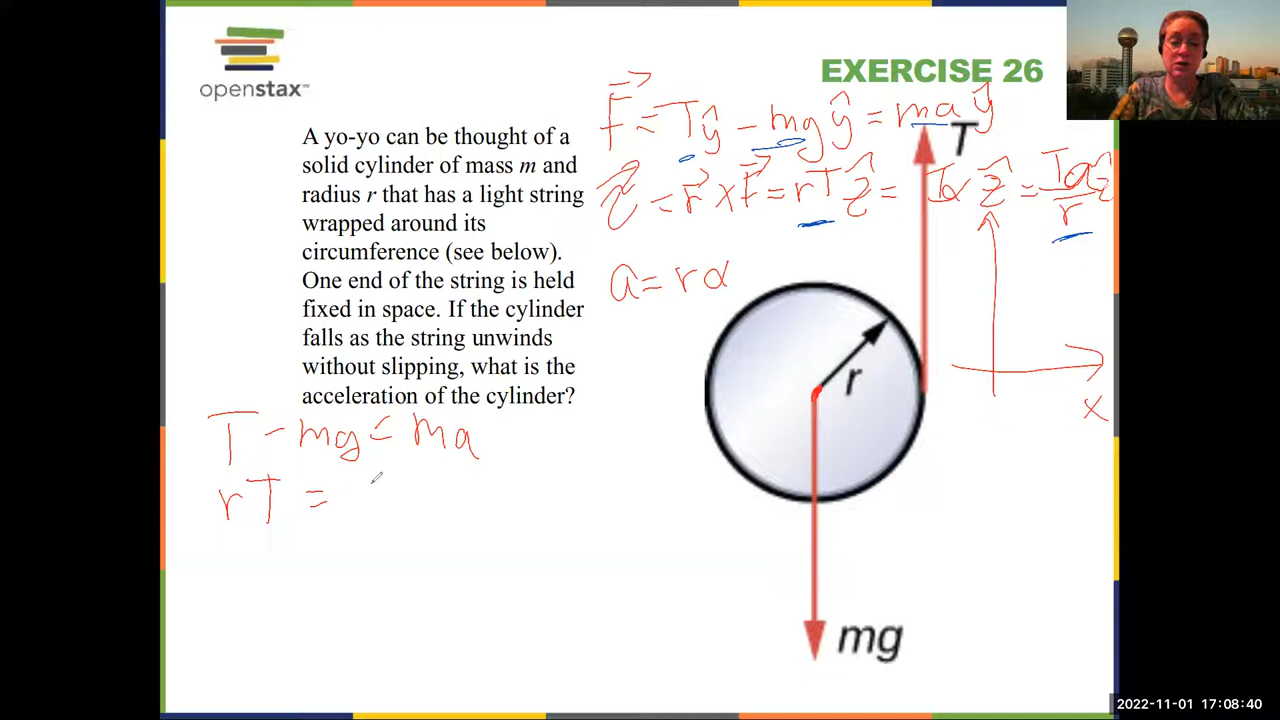 openstax™
EXERCISE 26
A yo-yo can be thought of a
solid cylinder of mass m and
radius r that has a light string
wrapped around its
circumference (see below).
One end of the string is held
fixed in space. If the cylinder
falls as the string unwinds
without slipping, what is the
acceleration of the cylinder?
F⃗ = Tŷ − mgŷ = maŷ
τ⃗ = r⃗ × F⃗ = rTẑ = Iαẑ = Ia/r ẑ
a = rα
T
r
x
mg
T − mg = ma
rT =
2022-11-01 17:08:40